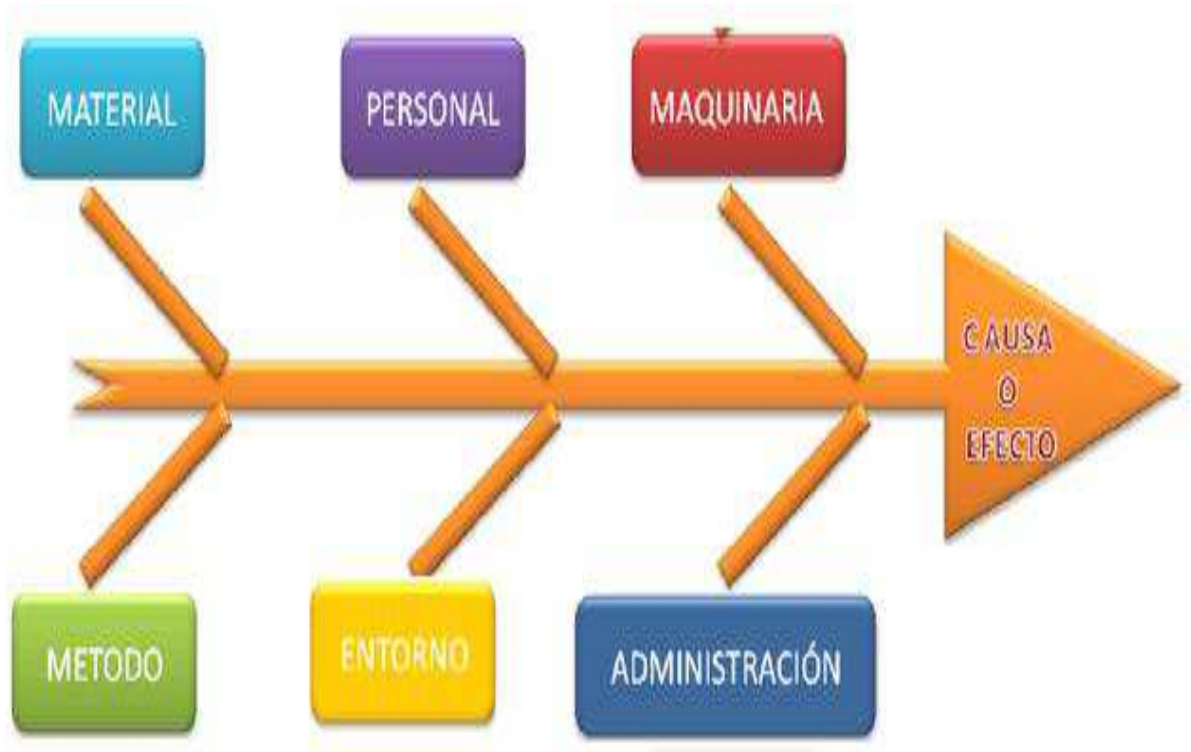 MATERIAL
PERSONAL
MAQUINARIA
CAUSA
O
EFECTO
METODO
ENTORNO
ADMINISTRACIÓN